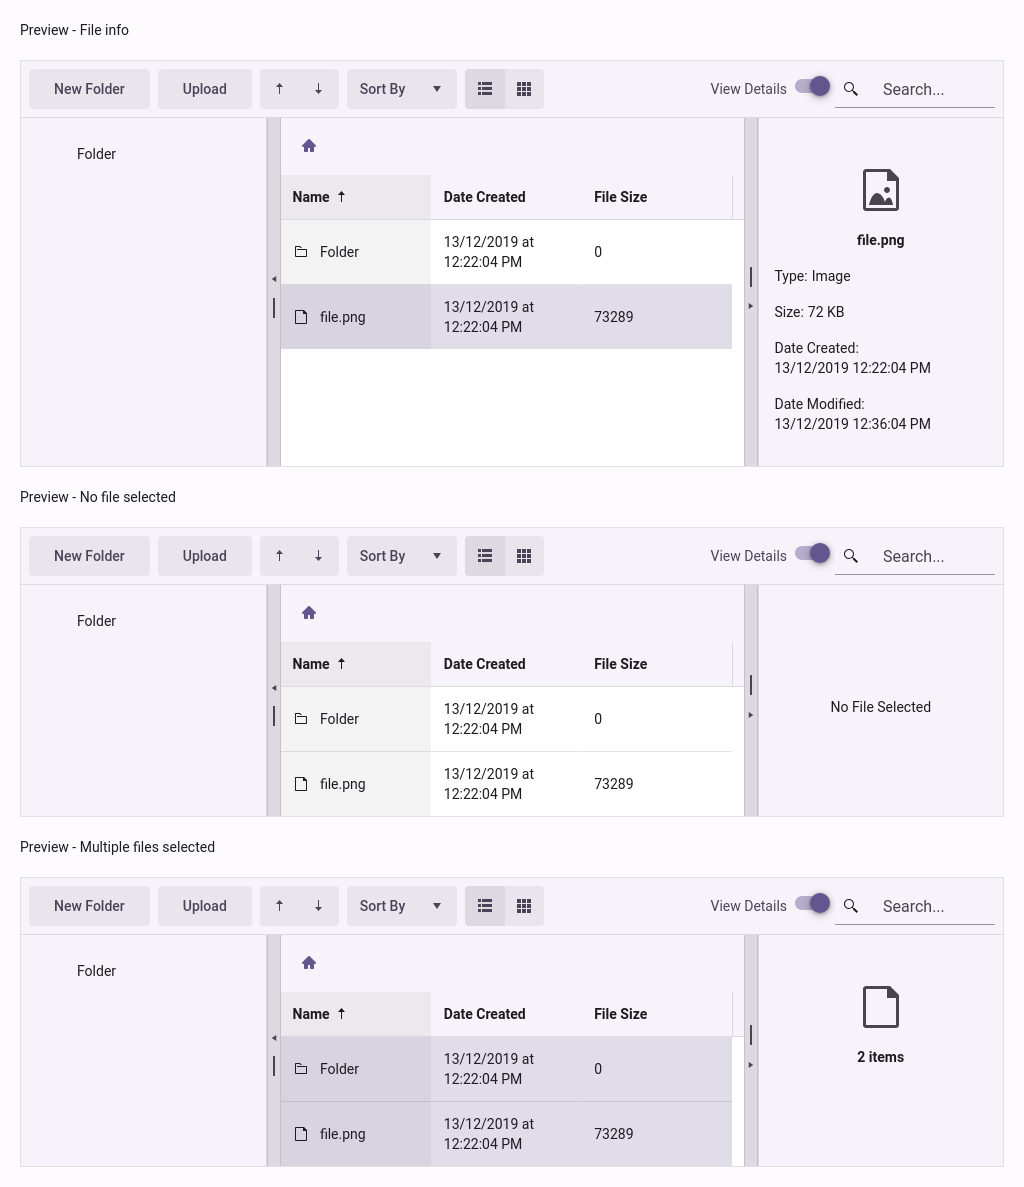 Preview - File info
New Folder
Upload
Sort By
View Details
Search...
Folder
Name
Date Created
File Size
Folder
13/12/2019 at
12:22:04 PM
0
file.png
13/12/2019 at
12:22:04 PM
73289
file.png
Type: Image
Size: 72 KB
Date Created:
13/12/2019 12:22:04 PM
Date Modified:
13/12/2019 12:36:04 PM
Preview - No file selected
New Folder
Upload
Sort By
View Details
Search...
Folder
Name
Date Created
File Size
Folder
13/12/2019 at
12:22:04 PM
0
file.png
13/12/2019 at
12:22:04 PM
73289
No File Selected
Preview - Multiple files selected
New Folder
Upload
Sort By
View Details
Search...
Folder
Name
Date Created
File Size
Folder
13/12/2019 at
12:22:04 PM
0
file.png
13/12/2019 at
12:22:04 PM
73289
2 items